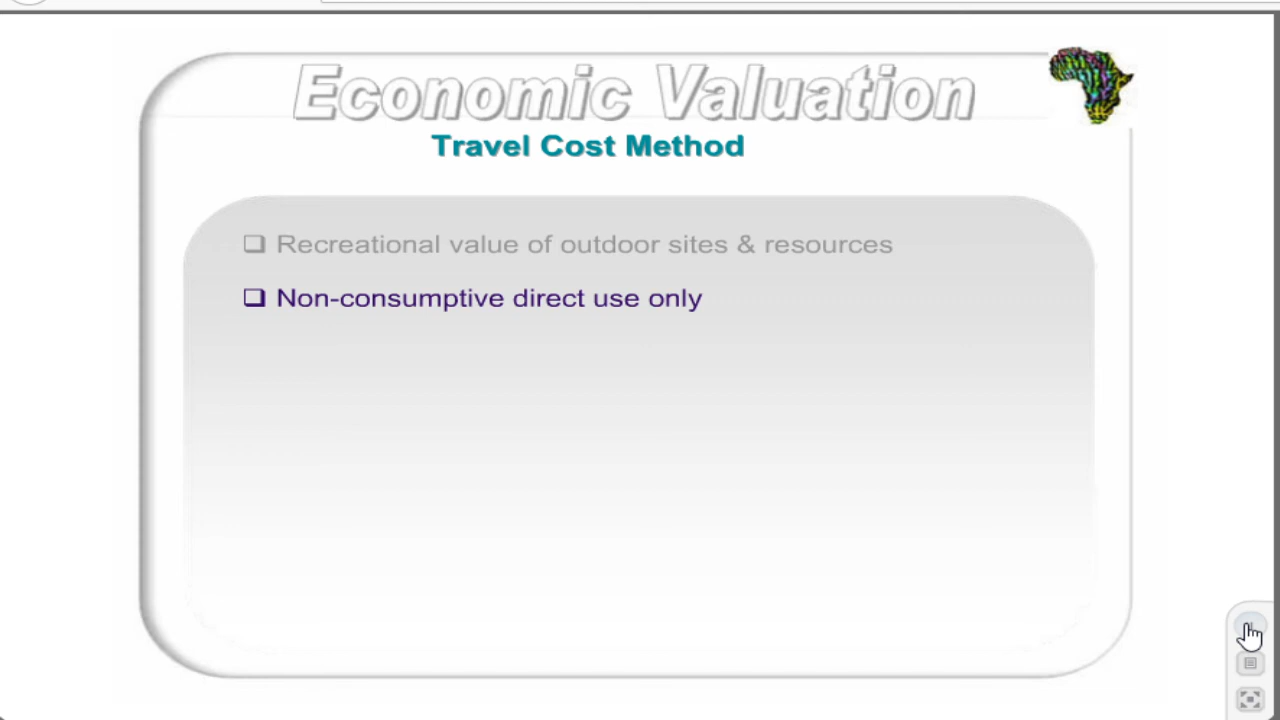 Economic Valuation
Travel Cost Method
❑ Recreational value of outdoor sites & resources
❑ Non-consumptive direct use only